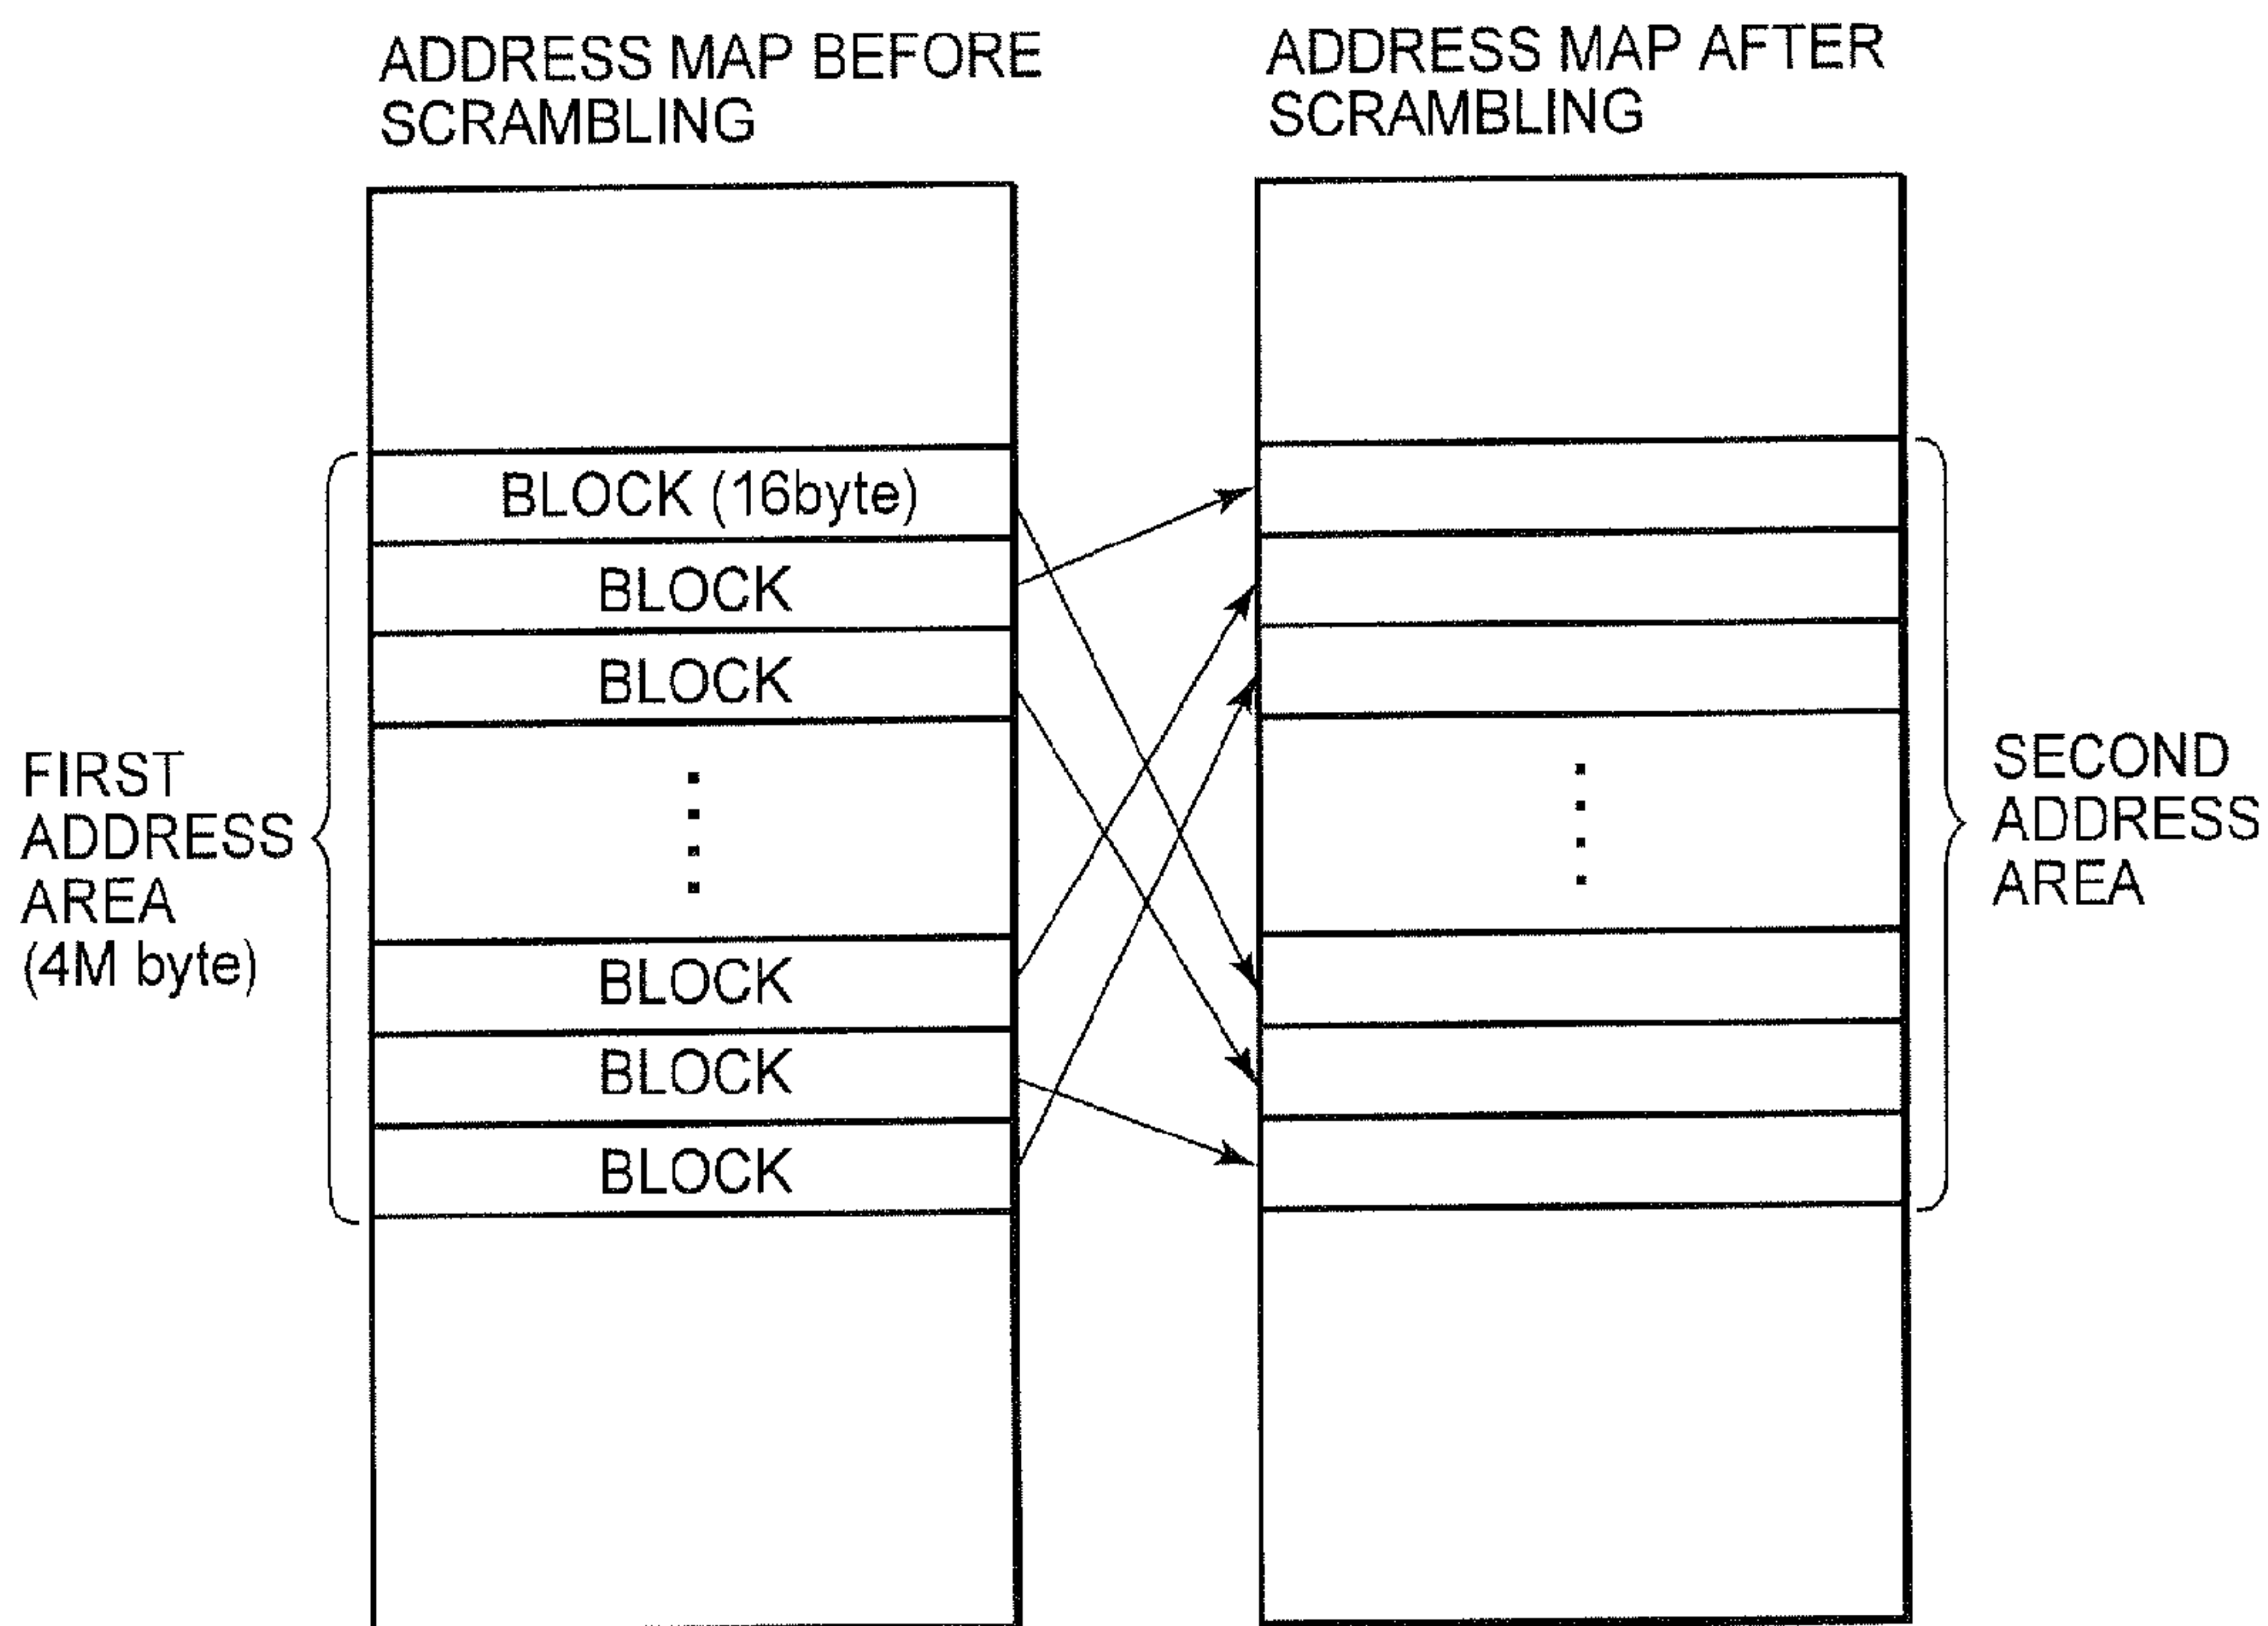 ADDRESS MAP BEFORE
SCRAMBLING
ADDRESS MAP AFTER
SCRAMBLING
BLOCK (16byte)
BLOCK
BLOCK
FIRST
ADDRESS
AREA
(4M byte)
BLOCK
BLOCK
BLOCK
SECOND
ADDRESS
AREA